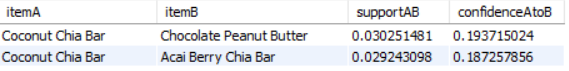 itemA itemB supportAB confidenceAtoB
Coconut Chia Bar Chocolate Peanut Butter 0.030251481 0.193715024
Coconut Chia Bar Acai Berry Chia Bar 0.029243098 0.187257856